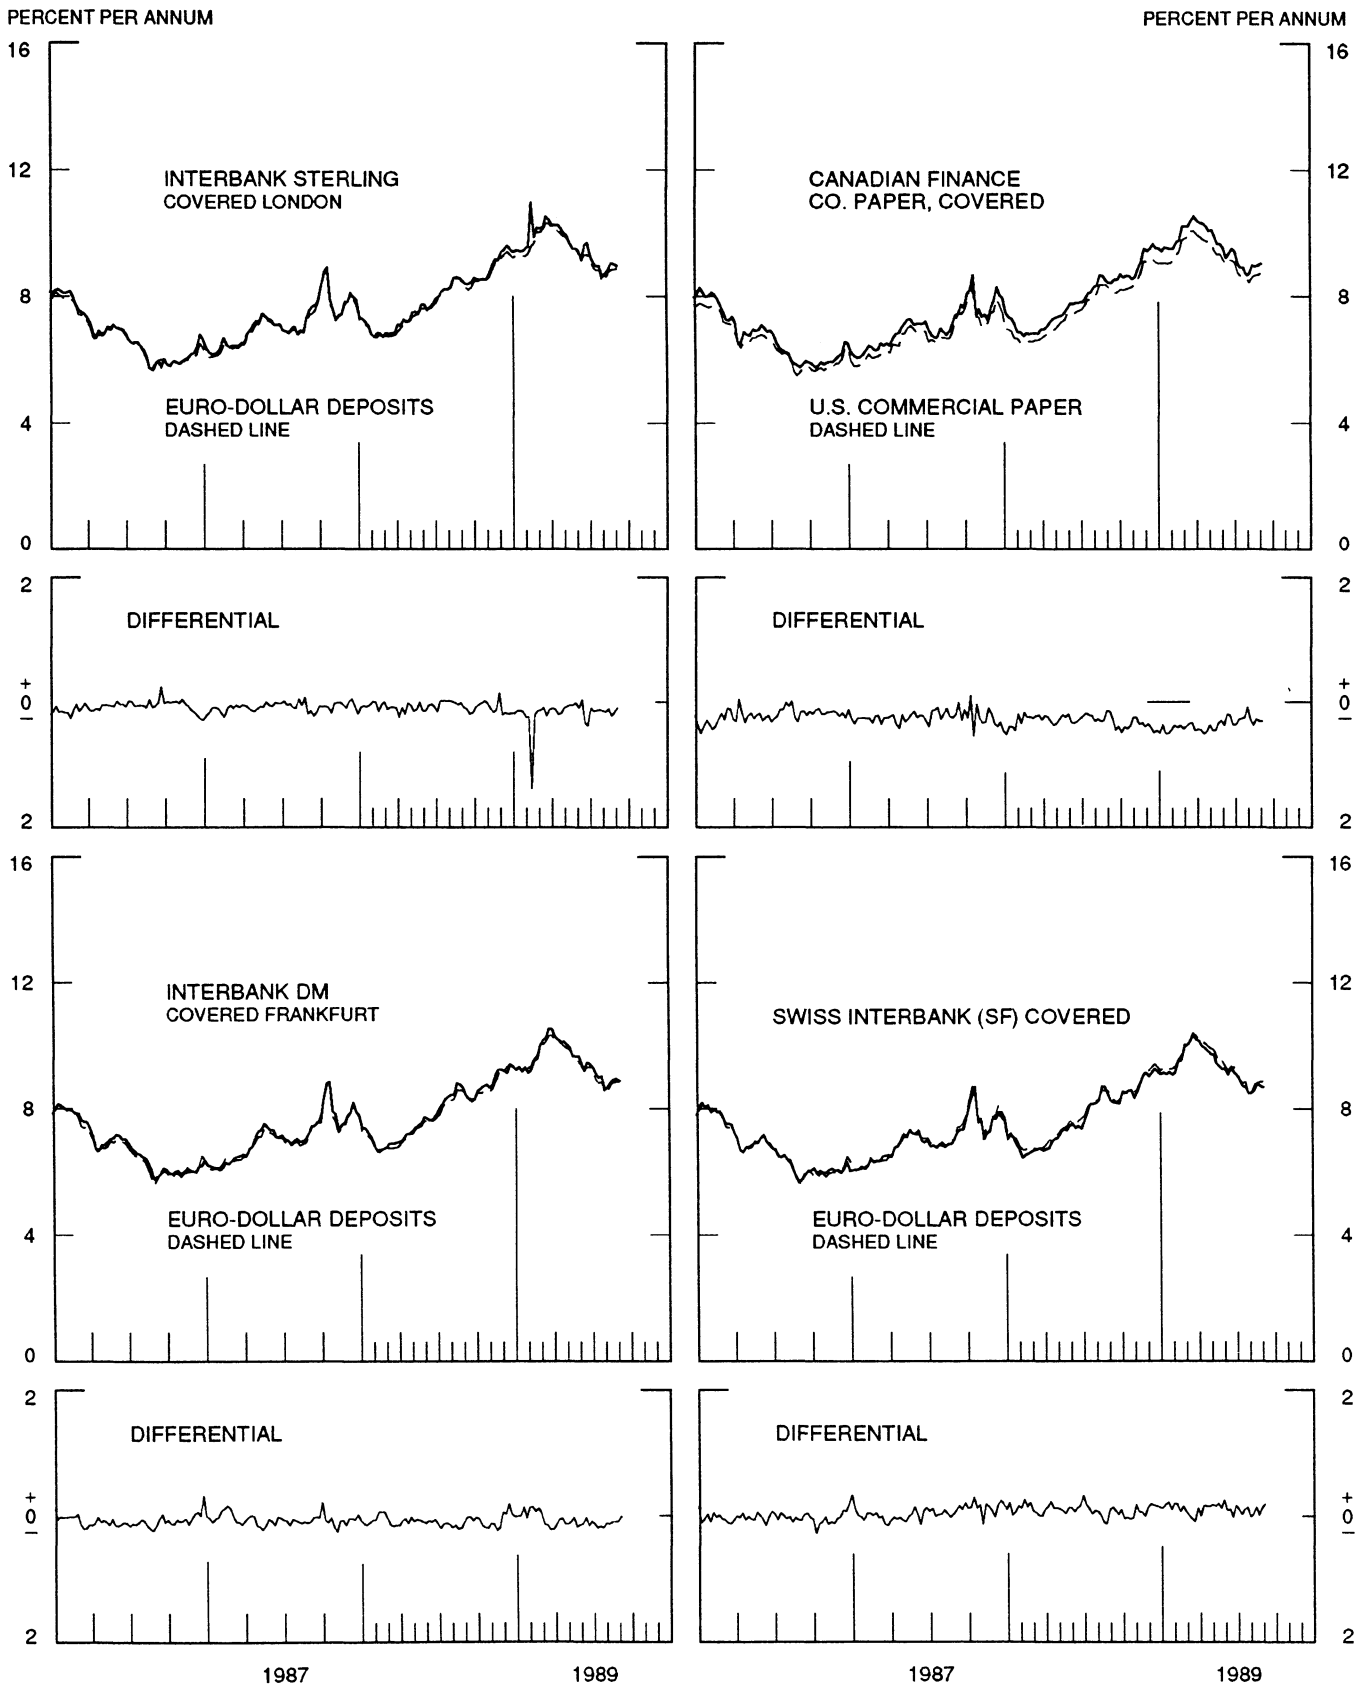 PERCENT PER ANNUM
PERCENT PER ANNUM
16
16
12
12
INTERBANK STERLING
COVERED LONDON
CANADIAN FINANCE
CO. PAPER, COVERED
8
8
EURO-DOLLAR DEPOSITS
DASHED LINE
U.S. COMMERCIAL PAPER
DASHED LINE
4
4
0
0
2
2
DIFFERENTIAL
DIFFERENTIAL
+
0
–
+
0
–
2
2
16
16
12
12
INTERBANK DM
COVERED FRANKFURT
SWISS INTERBANK (SF) COVERED
8
8
EURO-DOLLAR DEPOSITS
DASHED LINE
EURO-DOLLAR DEPOSITS
DASHED LINE
4
4
0
0
2
2
DIFFERENTIAL
DIFFERENTIAL
+
0
–
+
0
–
2
2
1987
1989
1987
1989